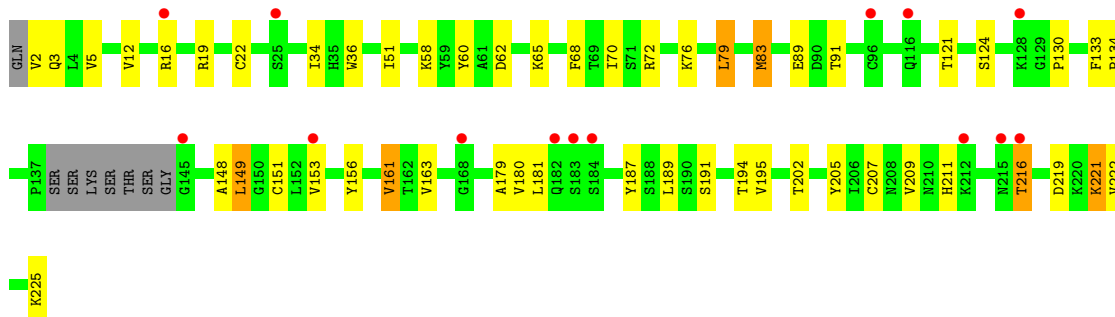 GLN V2 Q3 L4 V5 V12 R16 R19 C22 S25 I34 H35 W36 I51 K58 Y59 Y60 A61 D62 K65 F68 T69 I70 S71 R72 K76 L79 M83 E89 D90 T91 C96 Q116 T121 S124 K128 G129 P130 F133
P137 SER SER LYS SER THR SER GLY G145 A148 L149 G150 C151 L152 V153 Y156 V161 T162 V163 G168 A179 V180 L181 Q182 S183 S184 Y187 S188 L189 S190 S191 T194 V195 T202 Y205 I206 C207 N208 V209 N210 H211 K212 N215 T216 D219 K220 K221
K225